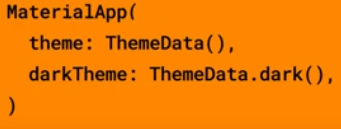 MaterialApp(
  theme: ThemeData(),
  darkTheme: ThemeData.dark(),
)